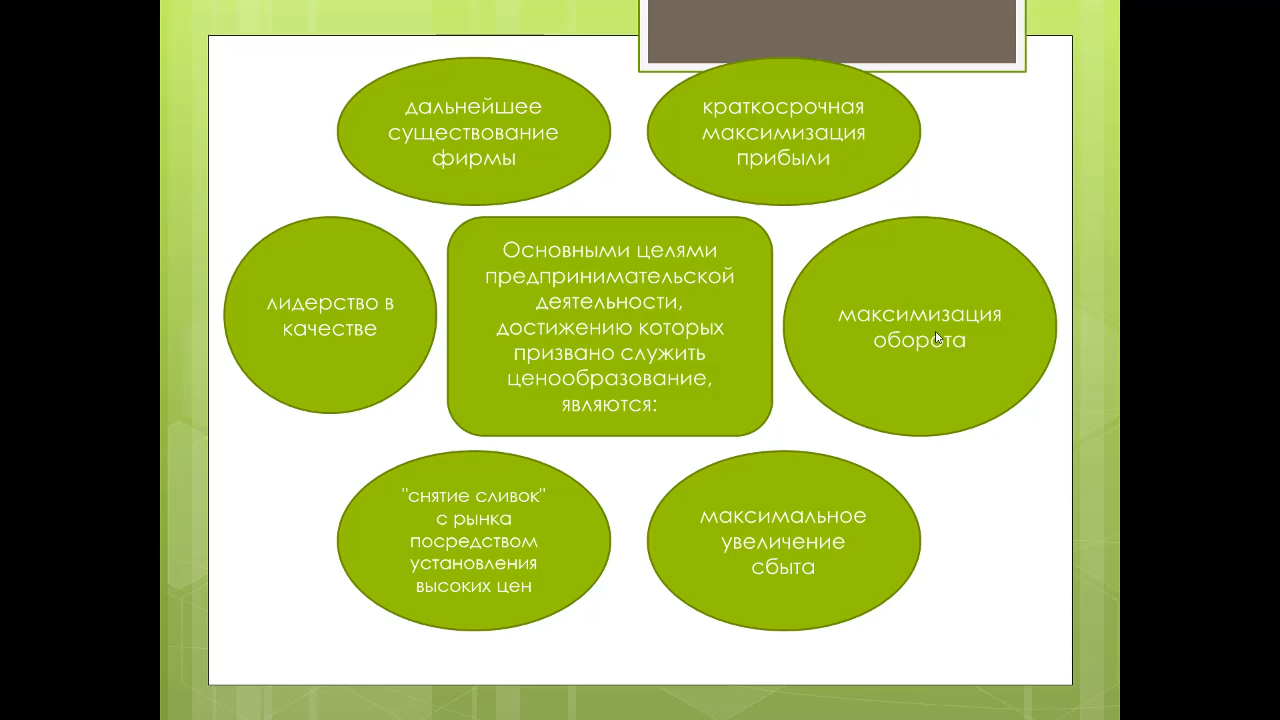 дальнейшее
существование
фирмы
краткосрочная
максимизация
прибыли
лидерство в
качестве
Основными целями
предпринимательской
деятельности,
достижению которых
призвано служить
ценообразование,
являются:
максимизация
оборота
"снятие сливок"
с рынка
посредством
установления
высоких цен
максимальное
увеличение
сбыта